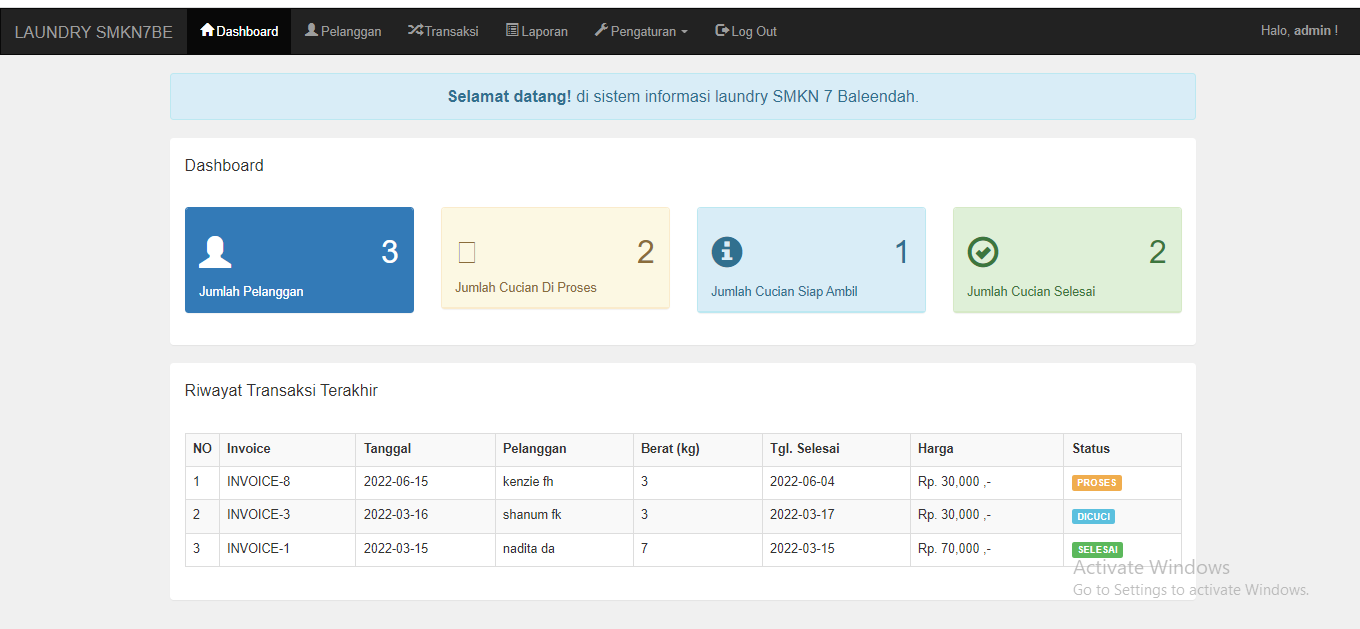 LAUNDRY SMKN7BE Dashboard Pelanggan Transaksi Laporan Pengaturan Log Out Halo, admin !
Selamat datang! di sistem informasi laundry SMKN 7 Baleendah.
Dashboard
3 2 1 2
Jumlah Pelanggan Jumlah Cucian Di Proses Jumlah Cucian Siap Ambil Jumlah Cucian Selesai
Riwayat Transaksi Terakhir
NO Invoice Tanggal Pelanggan Berat (kg) Tgl. Selesai Harga Status
1 INVOICE-8 2022-06-15 kenzie fh 3 2022-06-04 Rp. 30,000 ,- PROSES
2 INVOICE-3 2022-03-16 shanum fk 3 2022-03-17 Rp. 30,000 ,- DICUCI
3 INVOICE-1 2022-03-15 nadita da 7 2022-03-15 Rp. 70,000 ,- SELESAI
Activate Windows
Go to Settings to activate Windows.